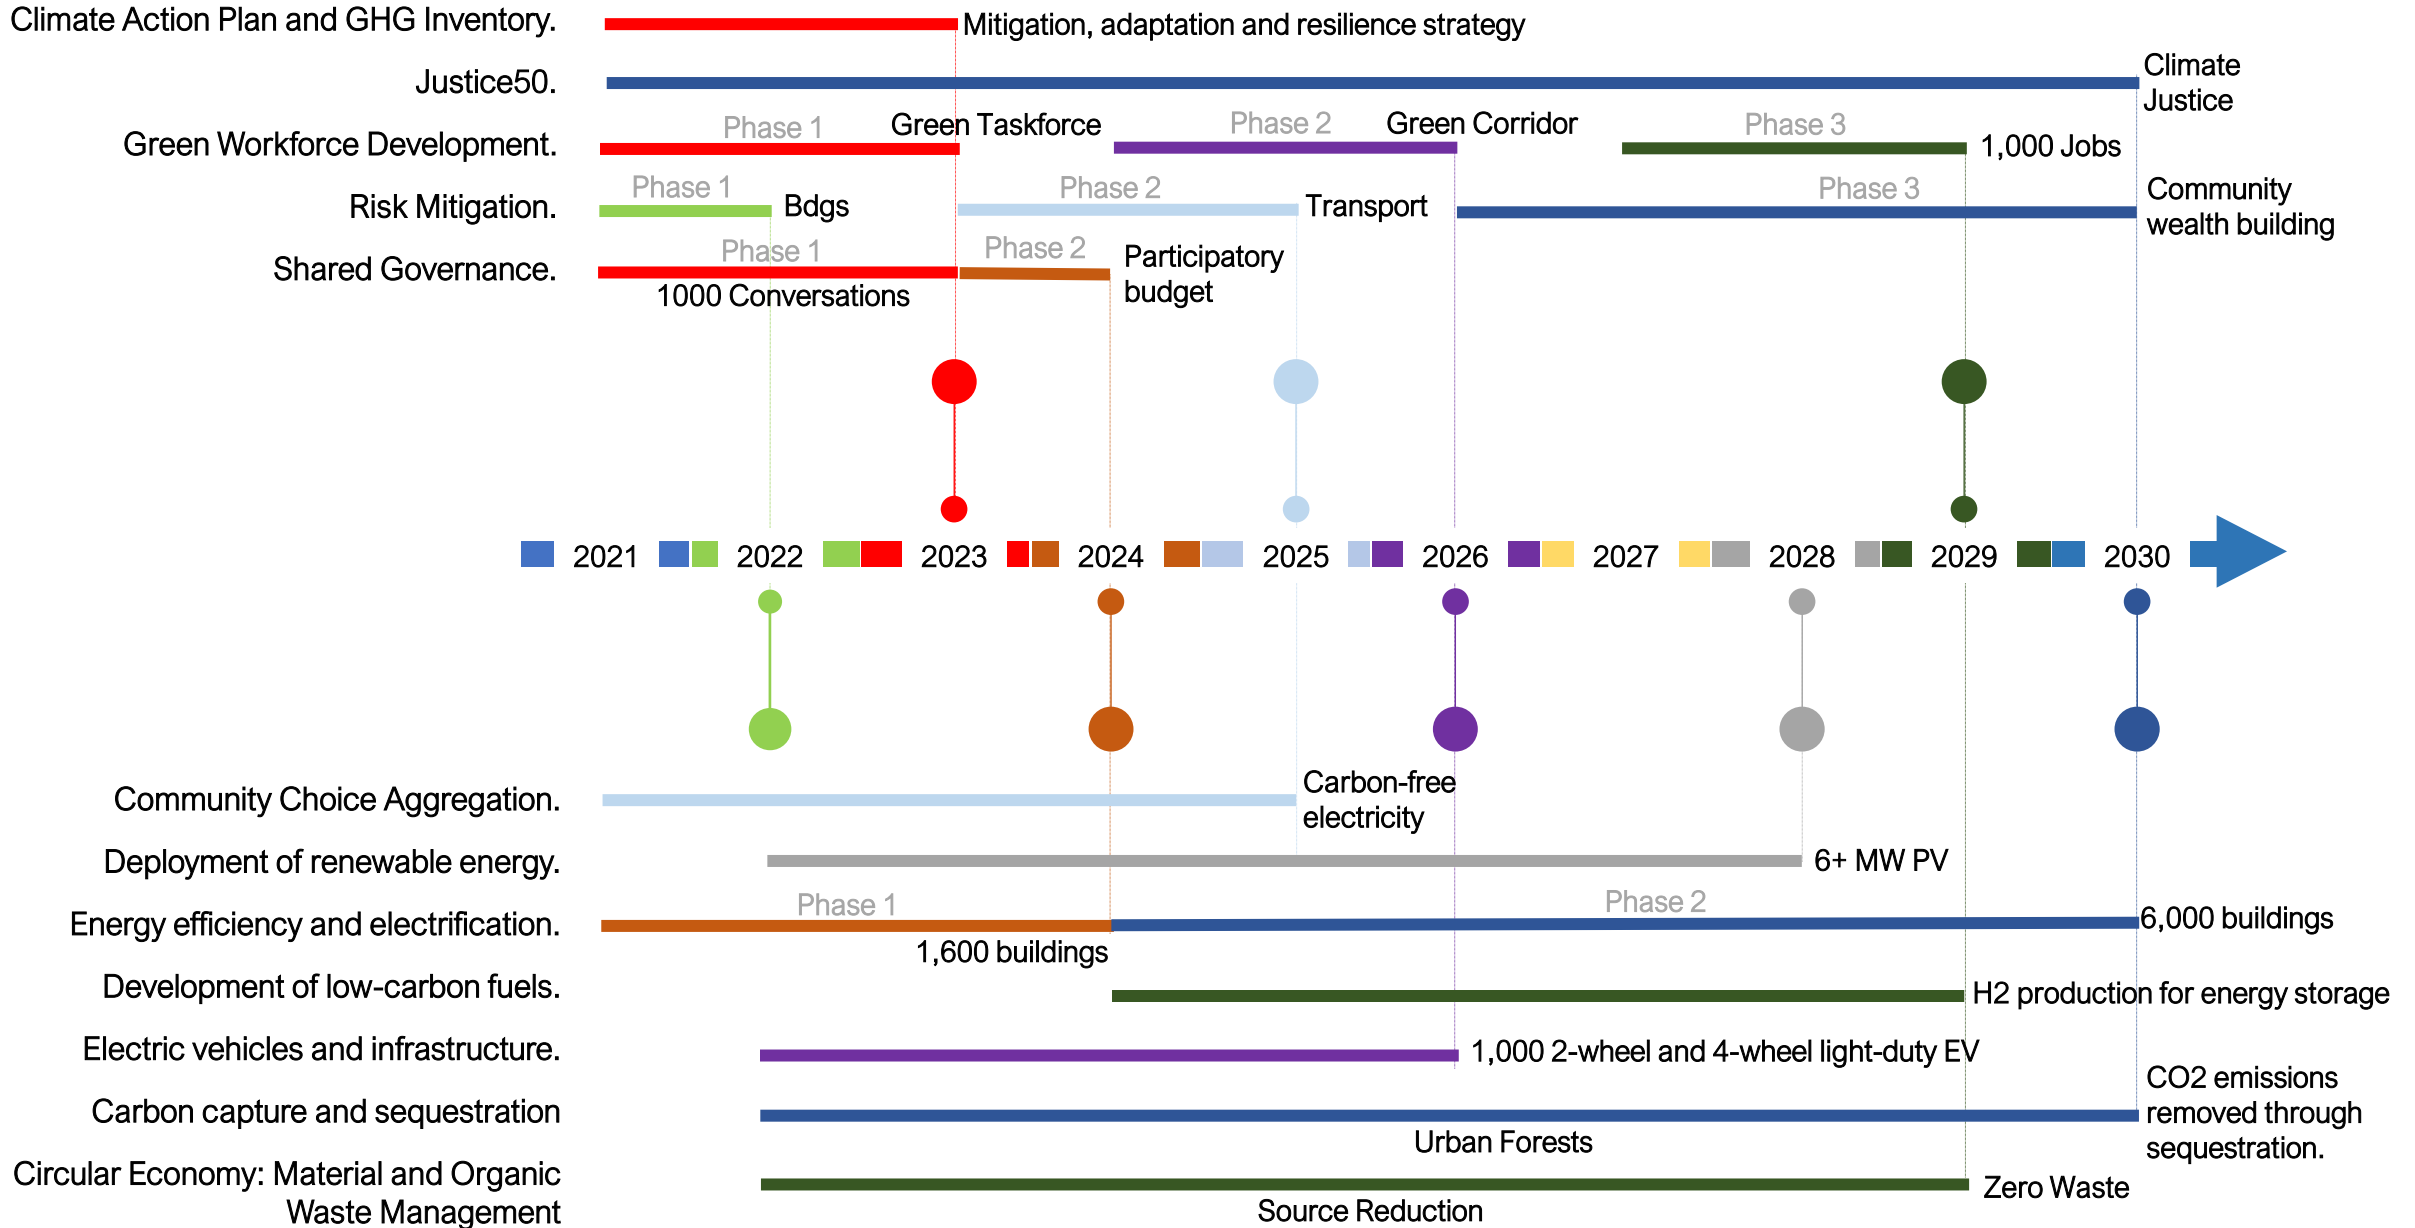 Climate Action Plan and GHG Inventory.
Mitigation, adaptation and resilience strategy
Justice50.
Climate
Justice
Green Workforce Development.
Phase 1
Green Taskforce
Phase 2
Green Corridor
Phase 3
1,000 Jobs
Risk Mitigation.
Phase 1
Bdgs
Phase 2
Transport
Phase 3
Community
wealth building
Shared Governance.
Phase 1
1000 Conversations
Phase 2
Participatory
budget
2021
2022
2023
2024
2025
2026
2027
2028
2029
2030
Community Choice Aggregation.
Carbon-free
electricity
Deployment of renewable energy.
6+ MW PV
Energy efficiency and electrification.
Phase 1
1,600 buildings
Phase 2
6,000 buildings
Development of low-carbon fuels.
H2 production for energy storage
Electric vehicles and infrastructure.
1,000 2-wheel and 4-wheel light-duty EV
Carbon capture and sequestration
Urban Forests
CO2 emissions
removed through
sequestration.
Circular Economy: Material and Organic
Waste Management
Source Reduction
Zero Waste